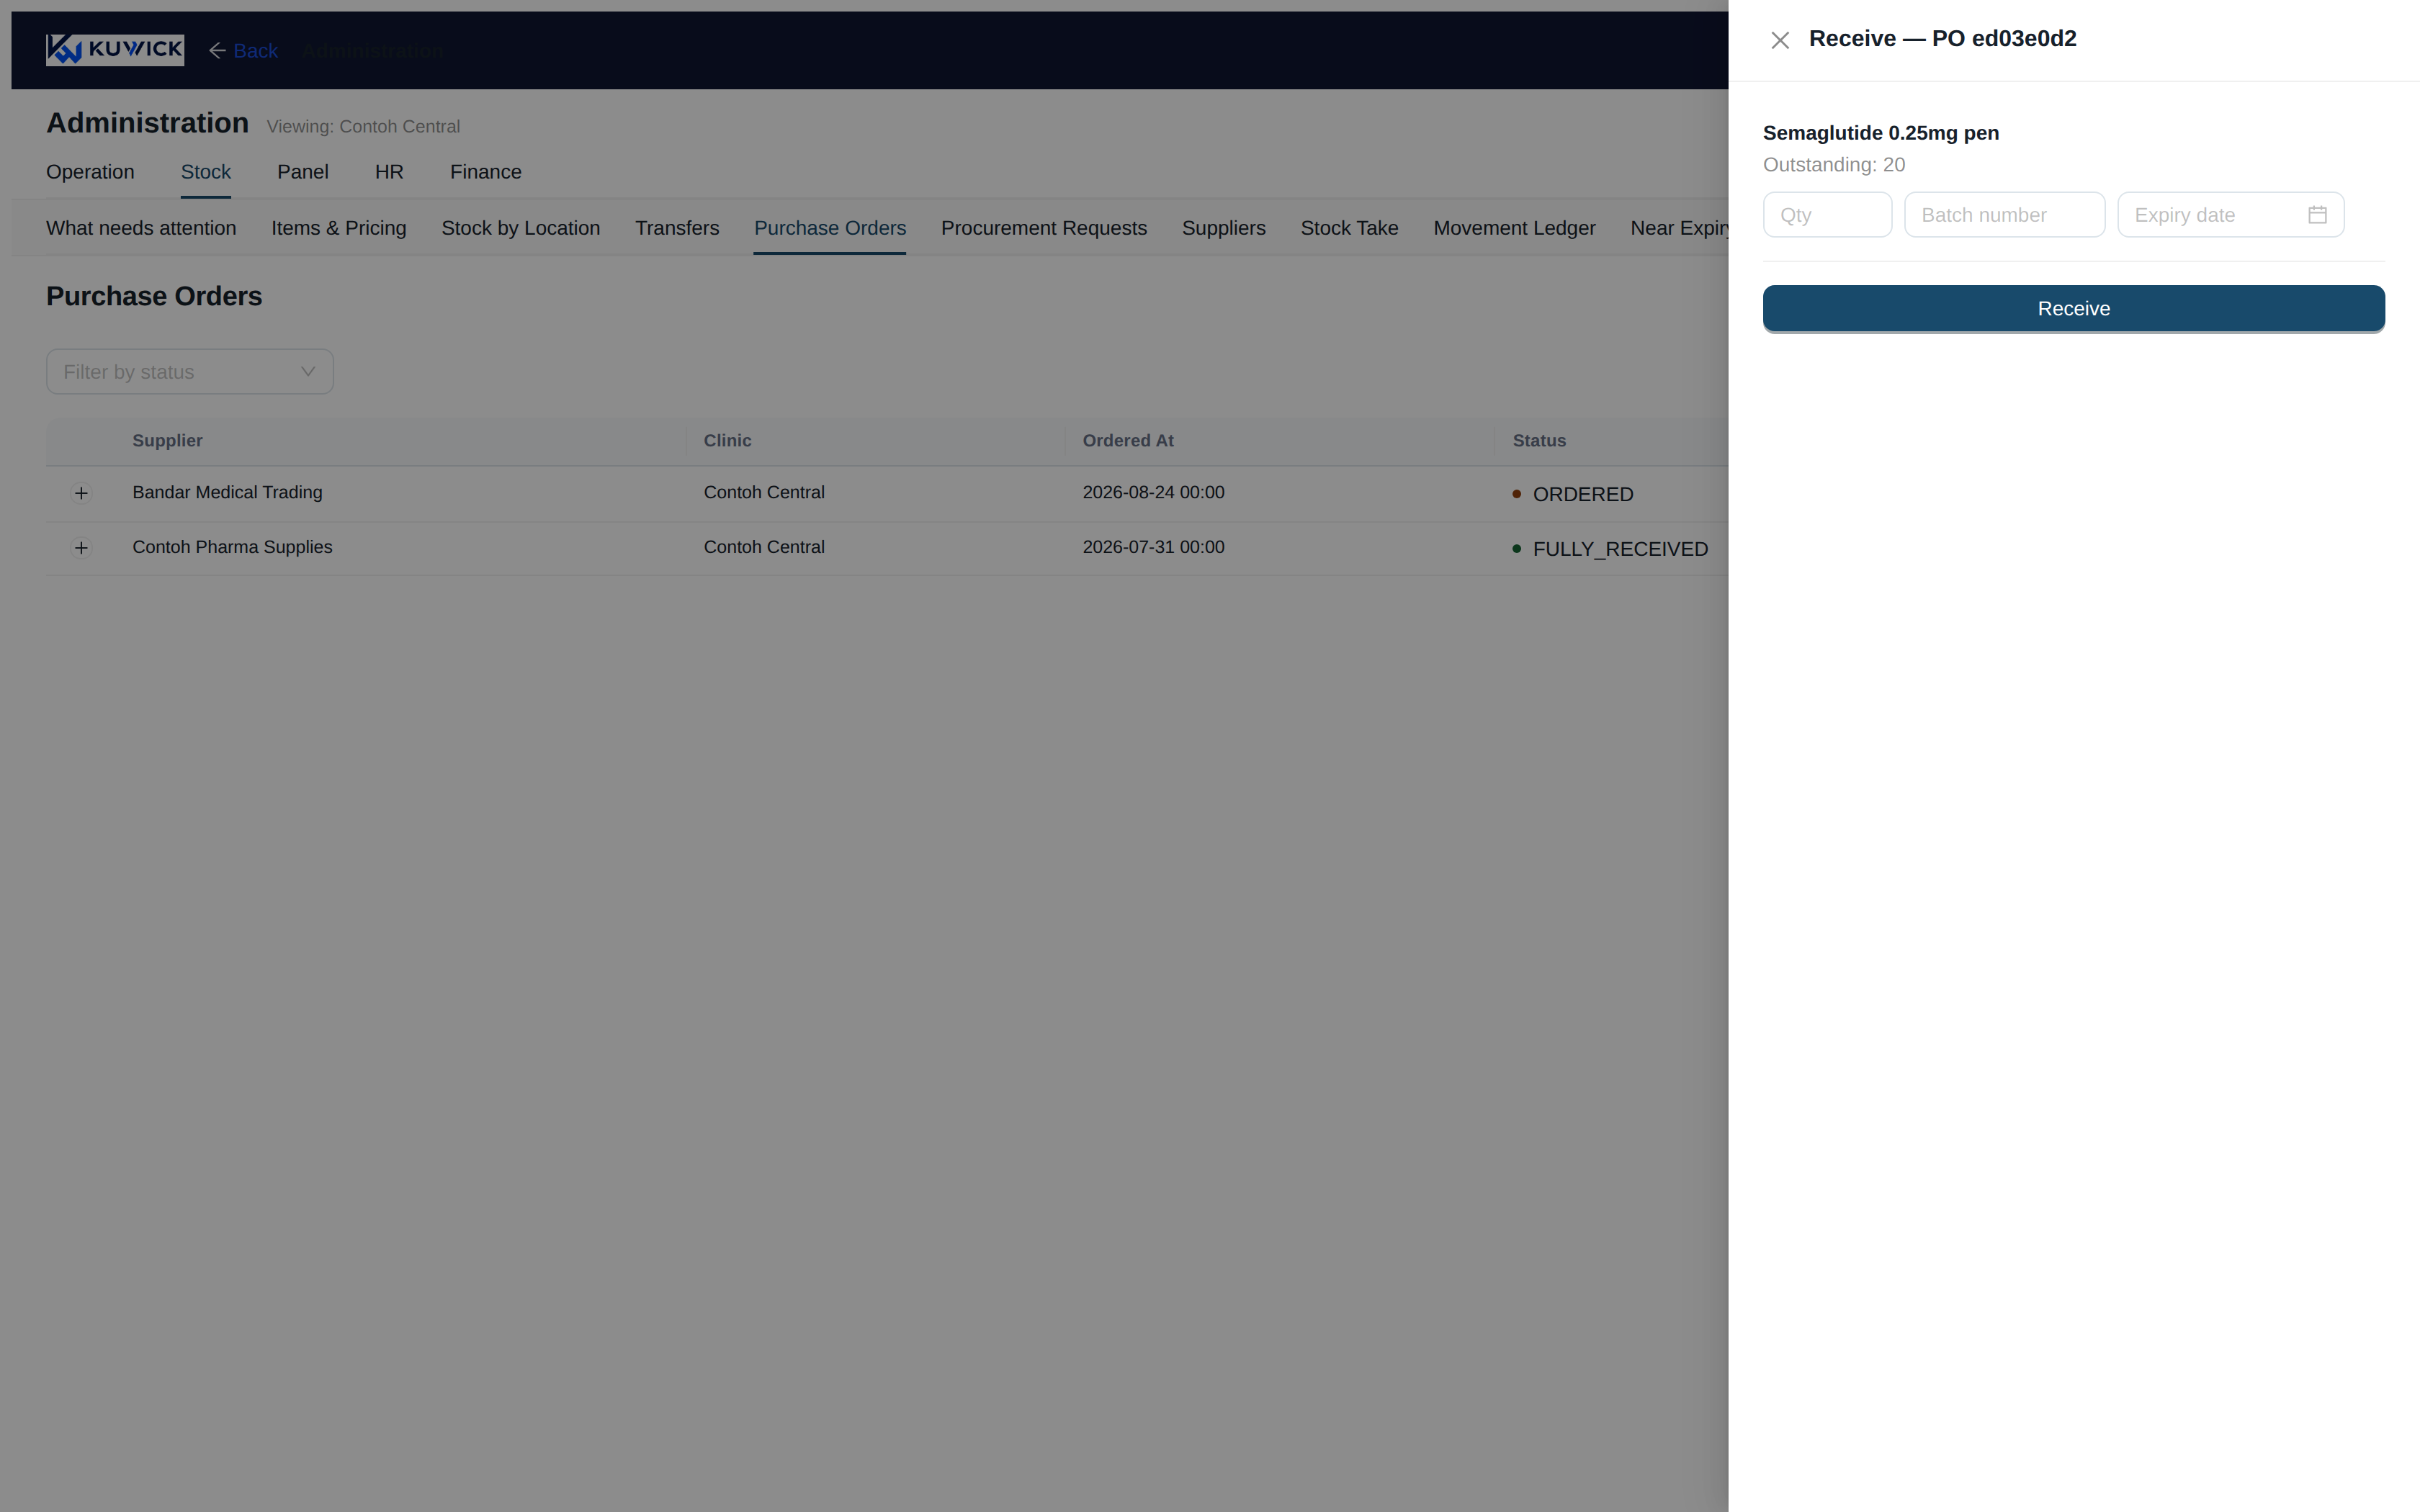 KUWICK
Back
Administration
Administration
Viewing: Contoh Central
Operation Stock Panel HR Finance
What needs attention Items & Pricing Stock by Location Transfers Purchase Orders Procurement Requests Suppliers Stock Take Movement Ledger Near Expiry
Purchase Orders
Filter by status
Supplier Clinic Ordered At Status
Bandar Medical Trading Contoh Central 2026-08-24 00:00 ORDERED
Contoh Pharma Supplies Contoh Central 2026-07-31 00:00 FULLY_RECEIVED
Receive — PO ed03e0d2
Semaglutide 0.25mg pen
Outstanding: 20
Qty Batch number Expiry date
Receive